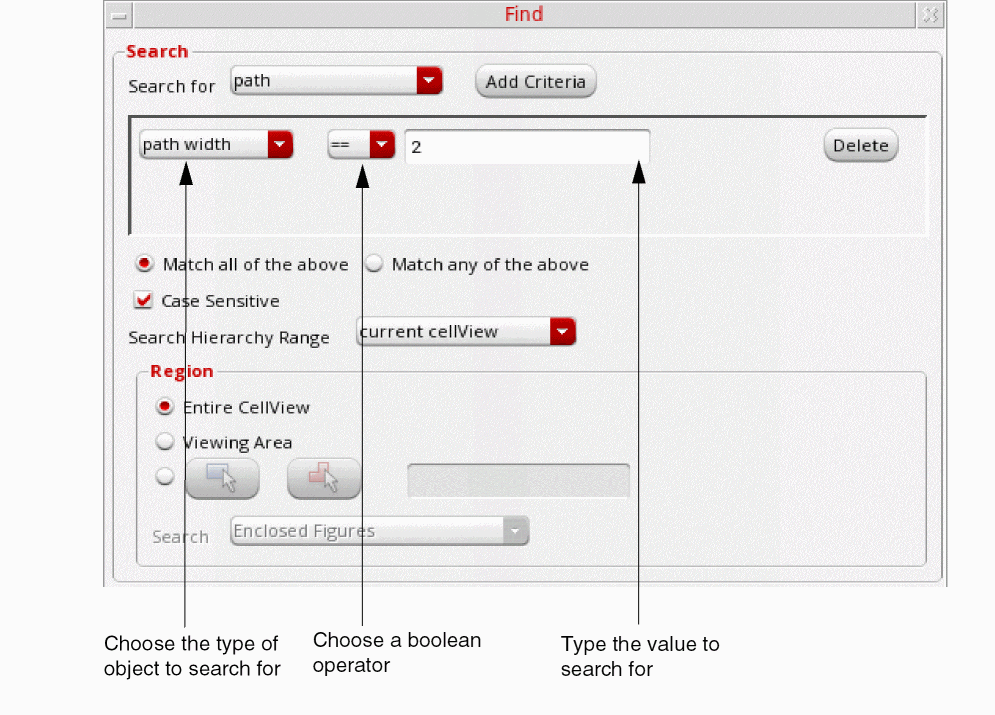 Find
Search
Search for path Add Criteria
path width == 2 Delete
Match all of the above Match any of the above
Case Sensitive
Search Hierarchy Range current cellView
Region
Entire CellView
Viewing Area
Search Enclosed Figures
Choose the type of
object to search for
Choose a boolean
operator
Type the value to
search for